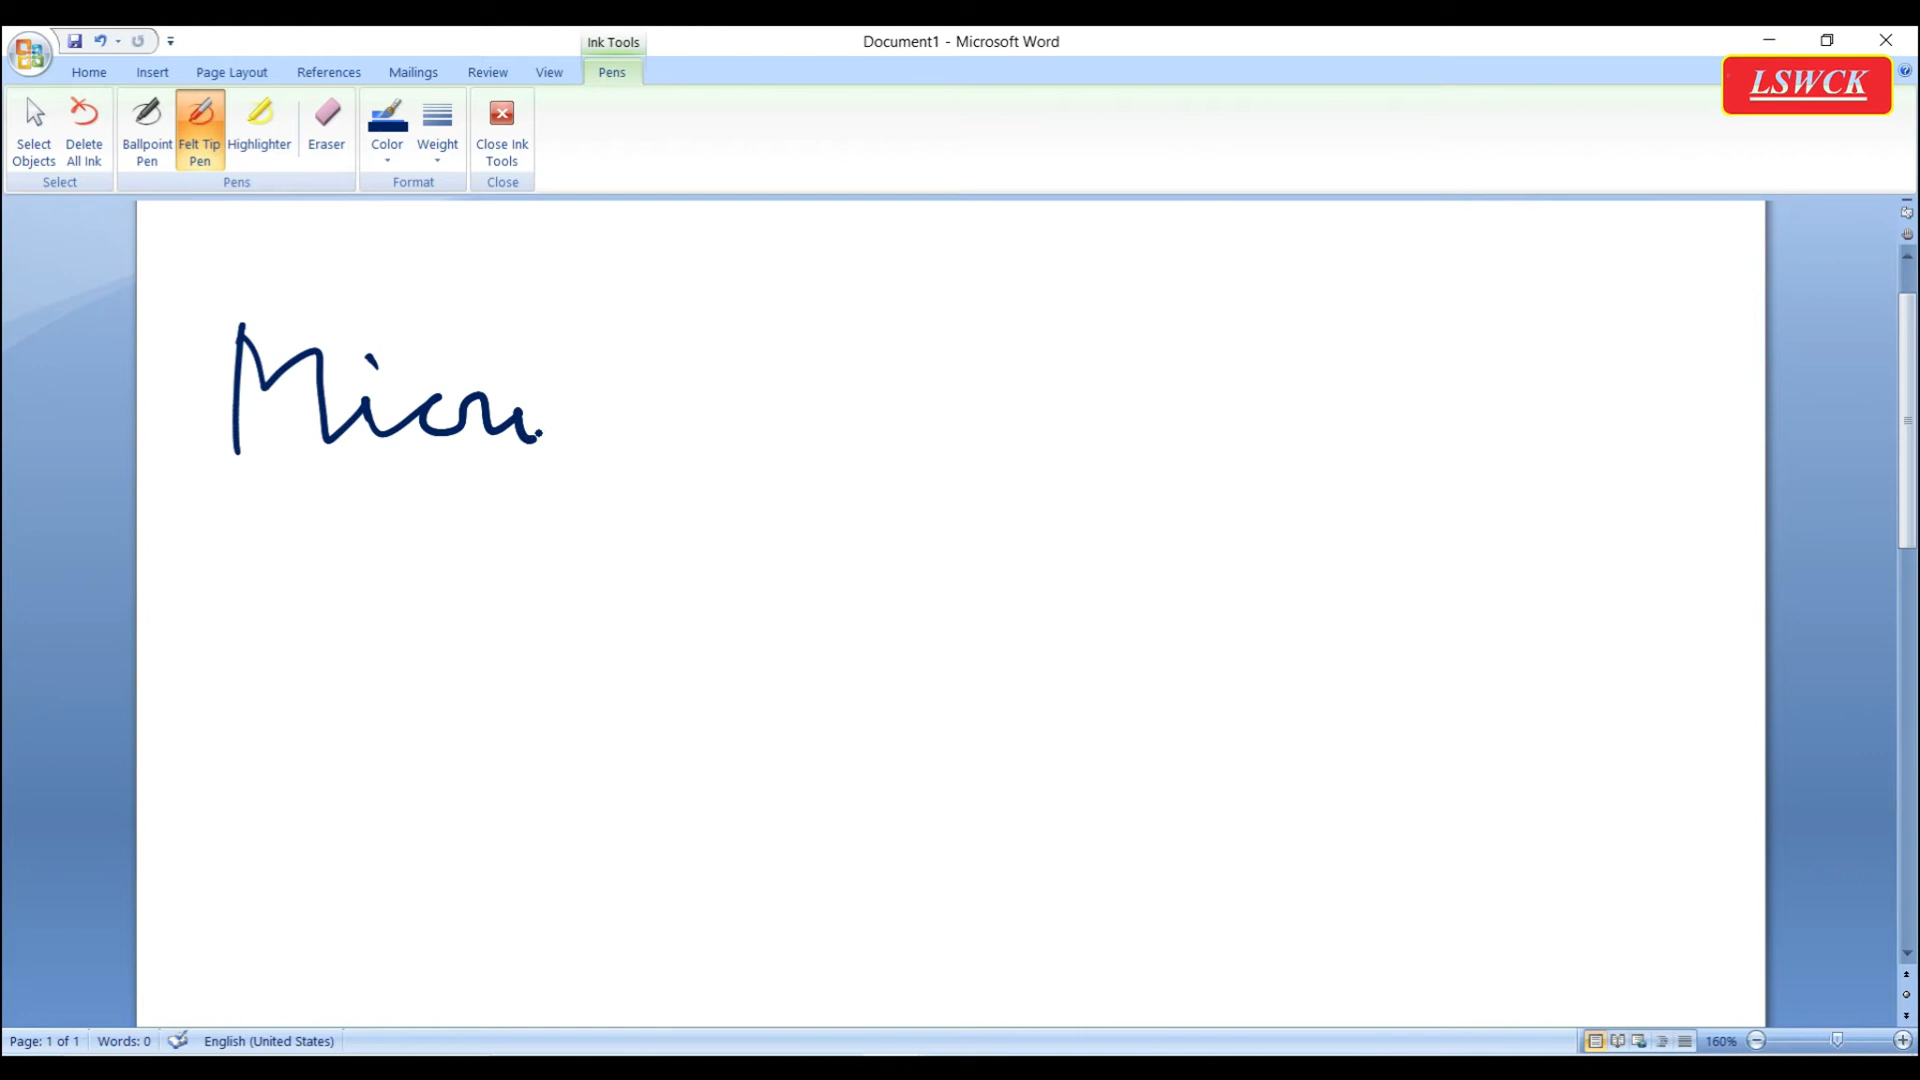 Ink Tools
Document1 - Microsoft Word
Home Insert Page Layout References Mailings Review View Pens
LSWCK
Select Objects
Delete All Ink
Ballpoint Pen
Felt Tip Pen
Highlighter
Eraser
Color
Weight
Close Ink Tools
Select
Pens
Format
Close
Page: 1 of 1 Words: 0 English (United States) 160%